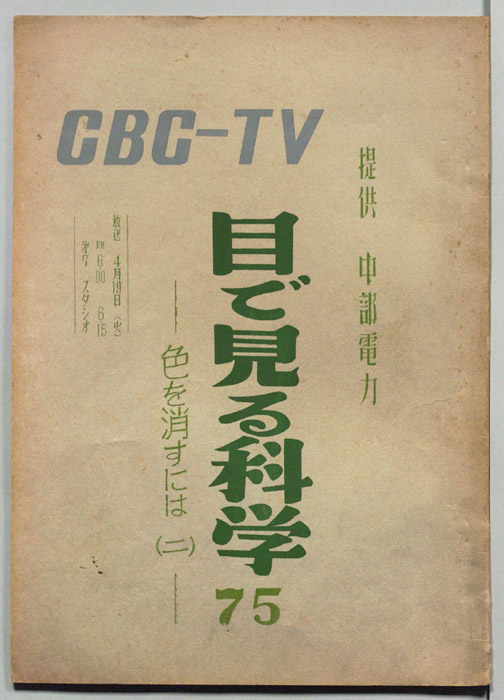 CBC-TV
提供 中部電力
目で見る科学
75
色を消すには(二)
放送 4月19日(火)
PM 6:00 6:15
スタジオ